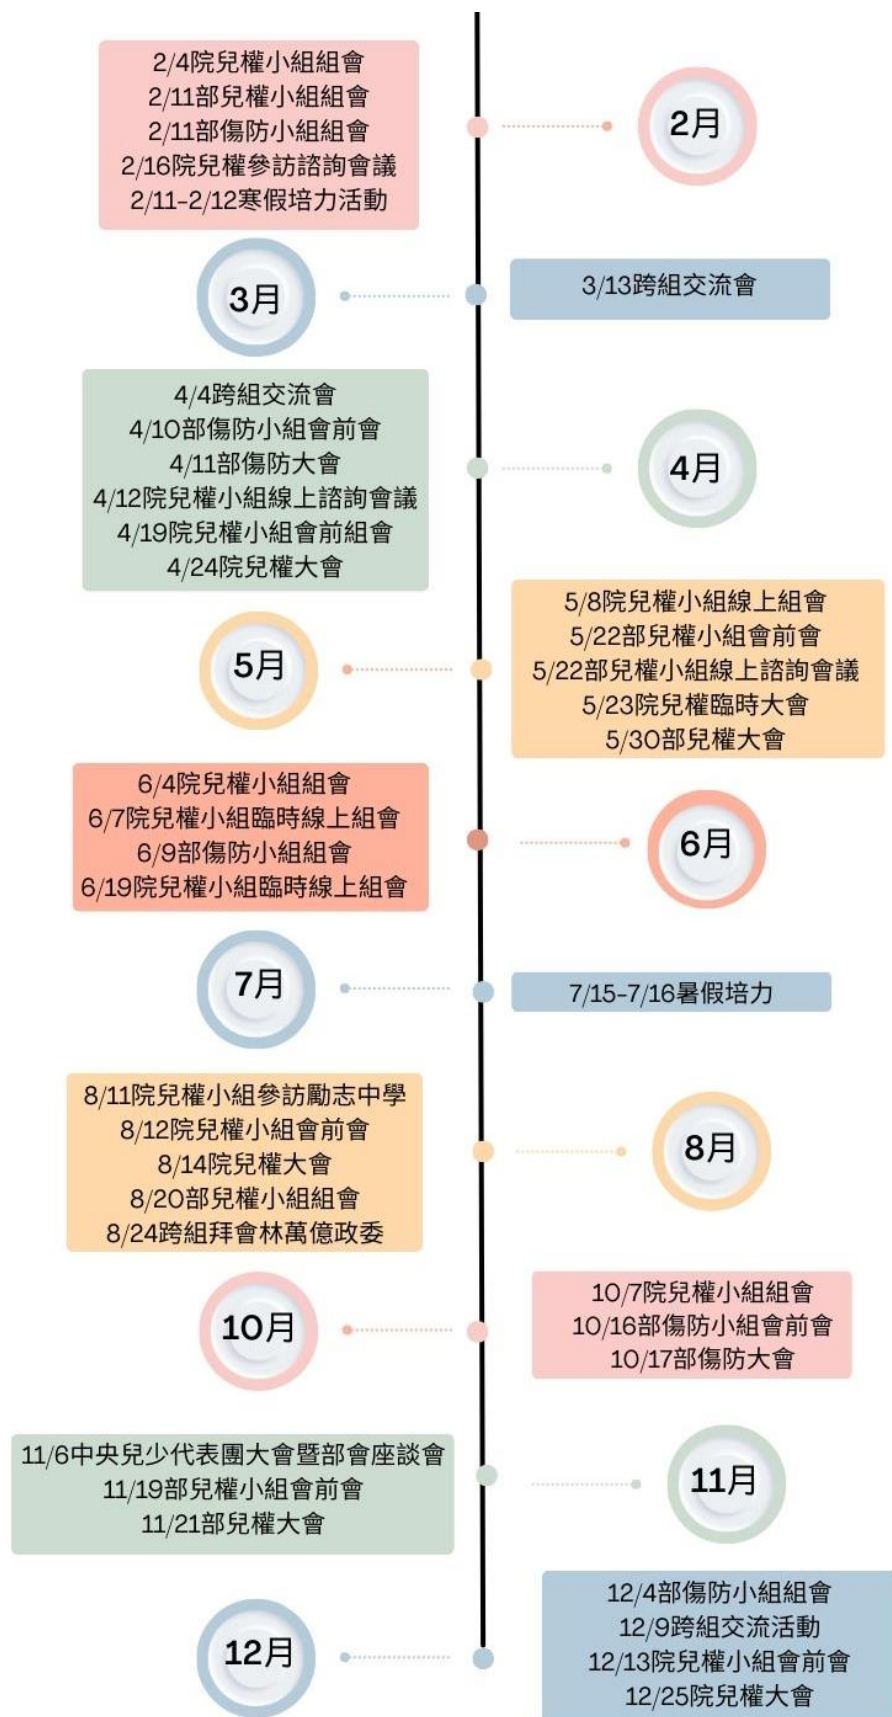 2月
2/4院兒權小組組會
2/11部兒權小組組會
2/11部傷防小組組會
2/16院兒權參訪諮詢會議
2/11-2/12寒假培力活動
3月
3/13跨組交流會
4月
4/4跨組交流會
4/10部傷防小組會前會
4/11部傷防大會
4/12院兒權小組線上諮詢會議
4/19院兒權小組會前組會
4/24院兒權大會
5月
5/8院兒權小組線上組會
5/22部兒權小組會前會
5/22部兒權小組線上諮詢會議
5/23院兒權臨時大會
5/30部兒權大會
6月
6/4院兒權小組組會
6/7院兒權小組臨時線上組會
6/9部傷防小組組會
6/19院兒權小組臨時線上組會
7月
7/15-7/16暑假培力
8月
8/11院兒權小組參訪勵志中學
8/12院兒權小組會前會
8/14院兒權大會
8/20部兒權小組組會
8/24跨組拜會林萬億政委
10月
10/7院兒權小組組會
10/16部傷防小組會前會
10/17部傷防大會
11月
11/6中央兒少代表團大會暨部會座談會
11/19部兒權小組會前會
11/21部兒權大會
12月
12/4部傷防小組組會
12/9跨組交流活動
12/13院兒權小組會前會
12/25院兒權大會